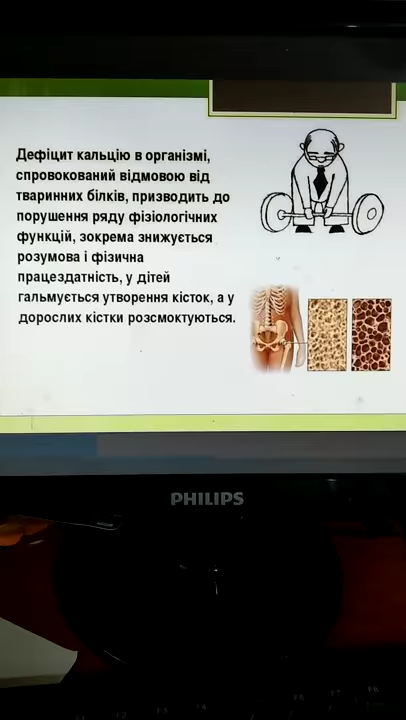 Дефіцит кальцію в організмі,
спровокований відмовою від
тваринних білків, призводить до
порушення ряду фізіологічних
функцій, зокрема знижується
розумова і фізична
працездатність, у дітей
гальмується утворення кісток, а у
дорослих кістки розсмоктуються.
PHILIPS